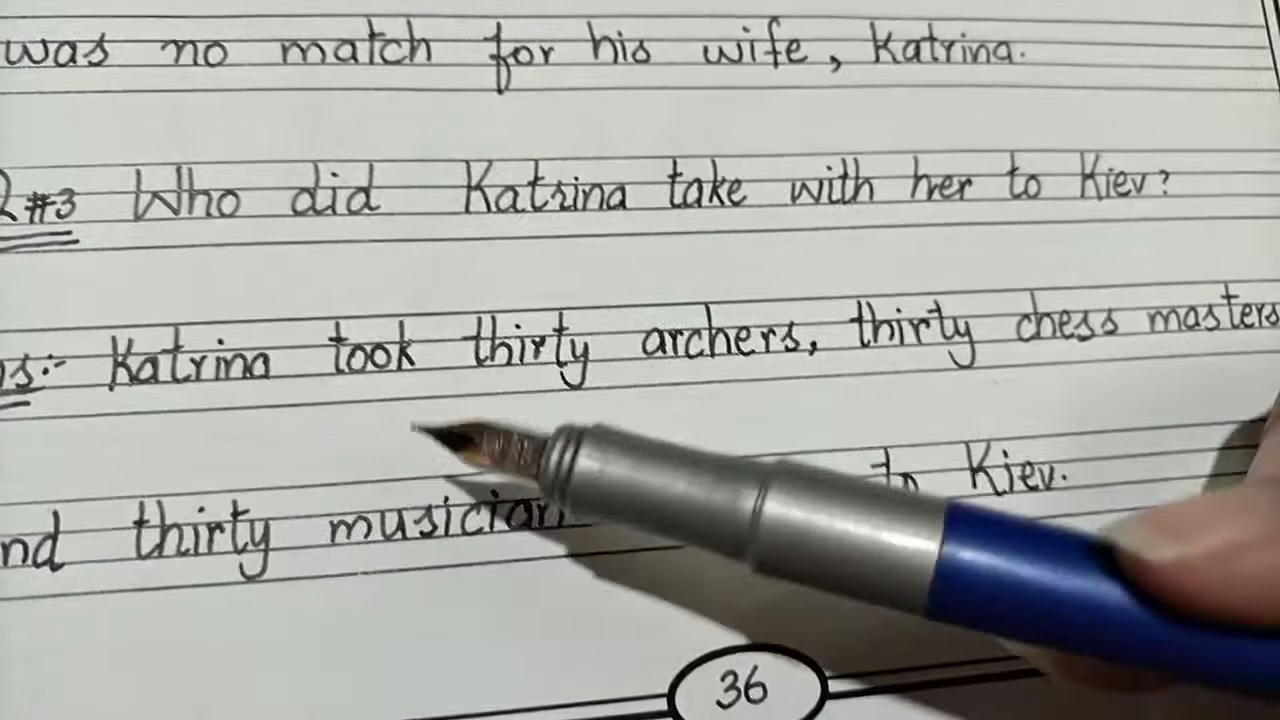 was no match for his wife, Katrina.
#3 Who did Katrina take with her to Kiev?
s:- Katrina took thirty archers, thirty chess masters
nd thirty musician to Kiev.
36